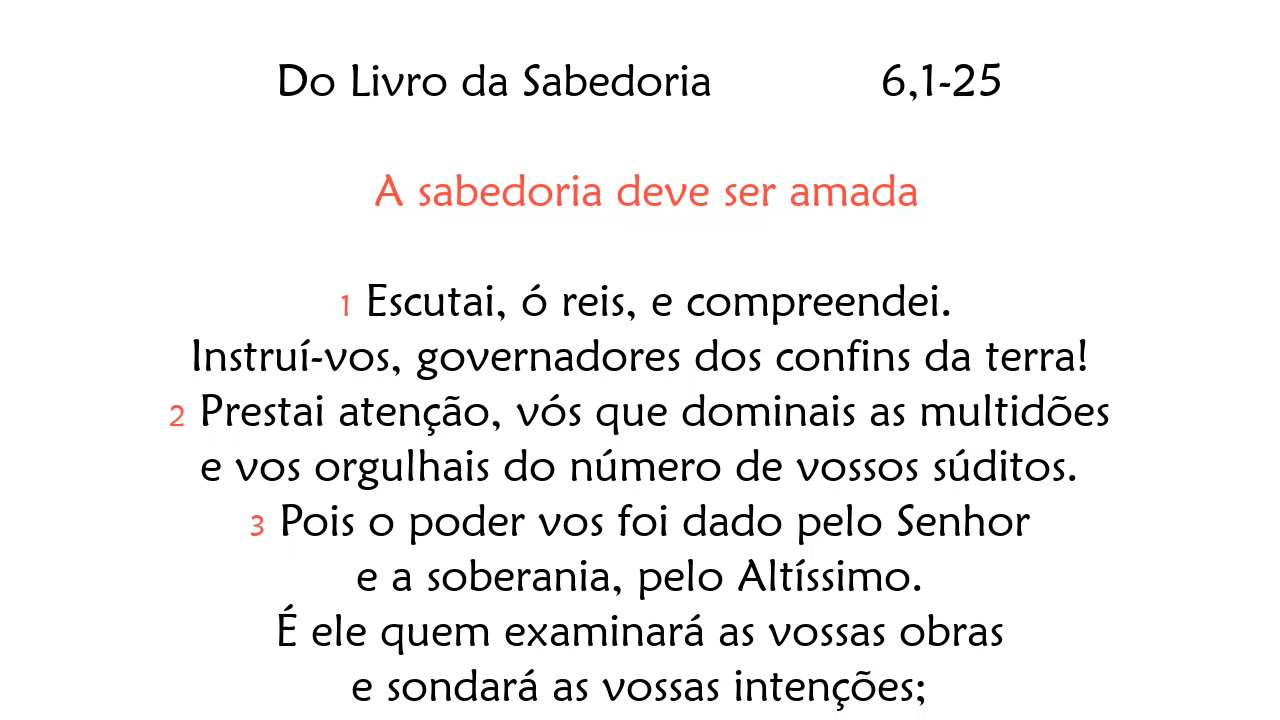 Do Livro da Sabedoria 6,1-25
A sabedoria deve ser amada
1 Escutai, ó reis, e compreendei.
Instruí-vos, governadores dos confins da terra!
2 Prestai atenção, vós que dominais as multidões
e vos orgulhais do número de vossos súditos.
3 Pois o poder vos foi dado pelo Senhor
e a soberania, pelo Altíssimo.
É ele quem examinará as vossas obras
e sondará as vossas intenções;